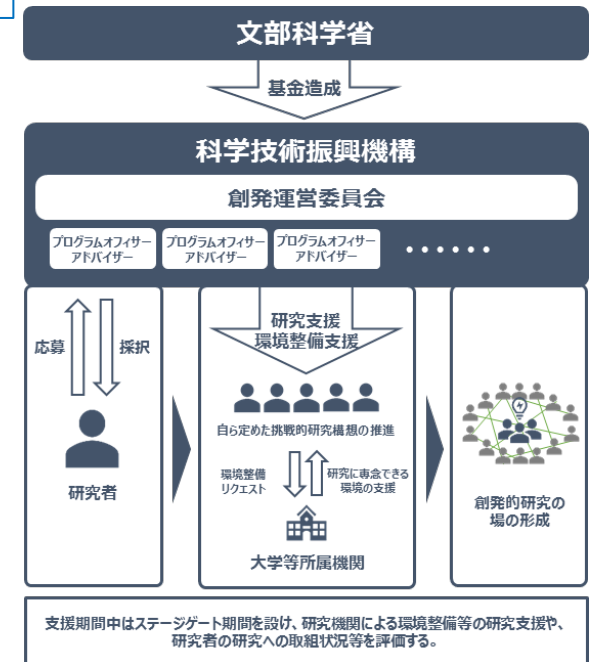 文部科学省
基金造成
科学技術振興機構
創発運営委員会
プログラムオフィサー
アドバイザー
プログラムオフィサー
アドバイザー
プログラムオフィサー
アドバイザー
・・・・・・
応募
採択
研究者
研究支援
環境整備支援
自ら定めた挑戦的研究構想の推進
環境整備
リクエスト
研究に専念できる
環境の支援
大学等所属機関
創発的研究の
場の形成
支援期間中はステージゲート期間を設け、研究機関による環境整備等の研究支援や、
研究者の研究への取組状況等を評価する。